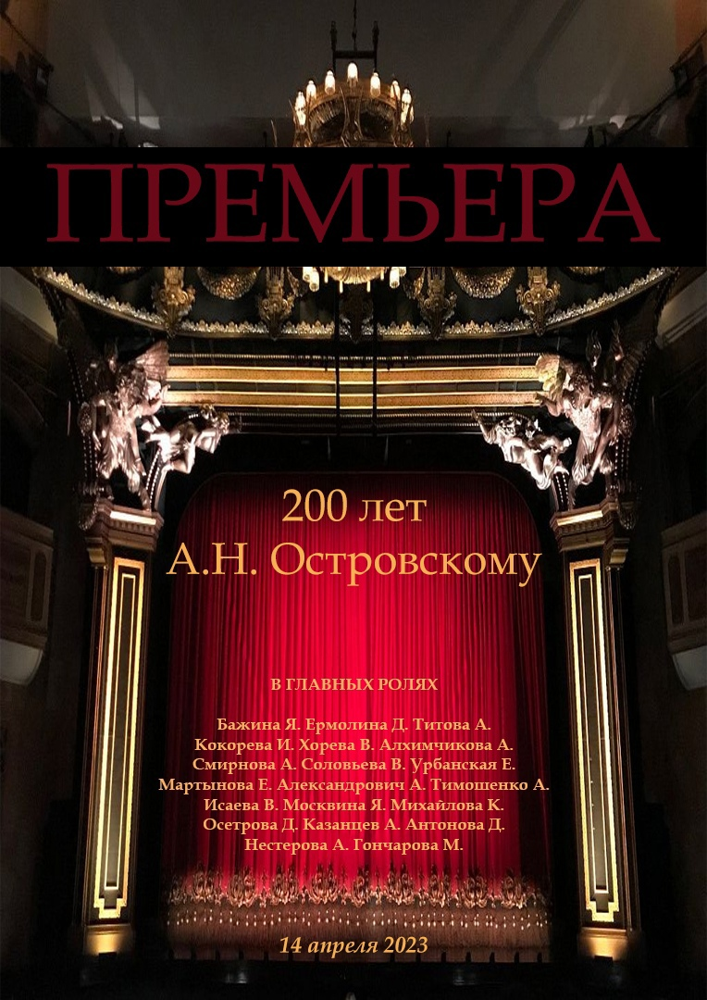 ПРЕМЬЕРА
200 лет
А.Н. Островскому
В ГЛАВНЫХ РОЛЯХ
Бажина Я. Ермолина Д. Титова А.
Кокорева И. Хорева В. Алхимчикова А.
Смирнова А. Соловьева В. Урбанская Е.
Мартынова Е. Александрович А. Тимошенко А.
Исаева В. Москвина Я. Михайлова К.
Осетрова Д. Казанцев А. Антонова Д.
Нестерова А. Гончарова М.
14 апреля 2023